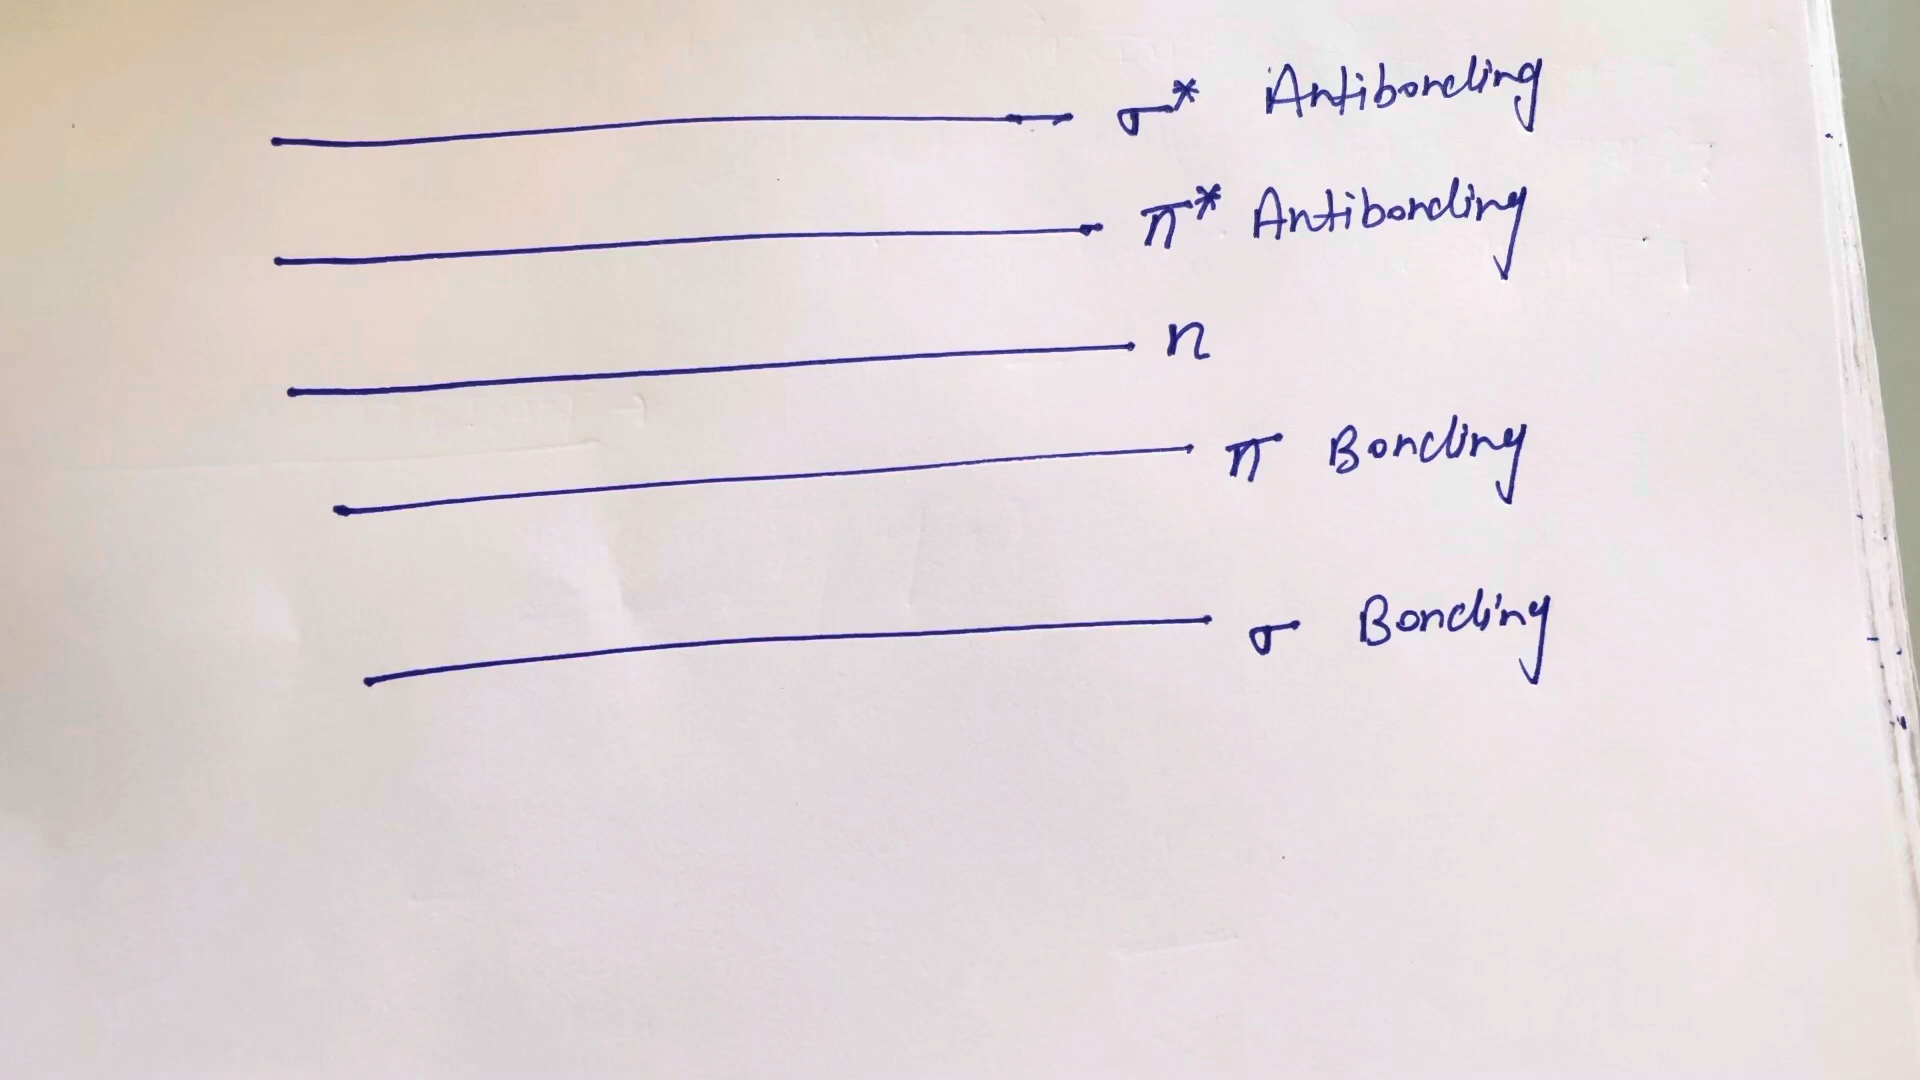 σ* Antibonding
π* Antibonding
n
π Bonding
σ Bonding